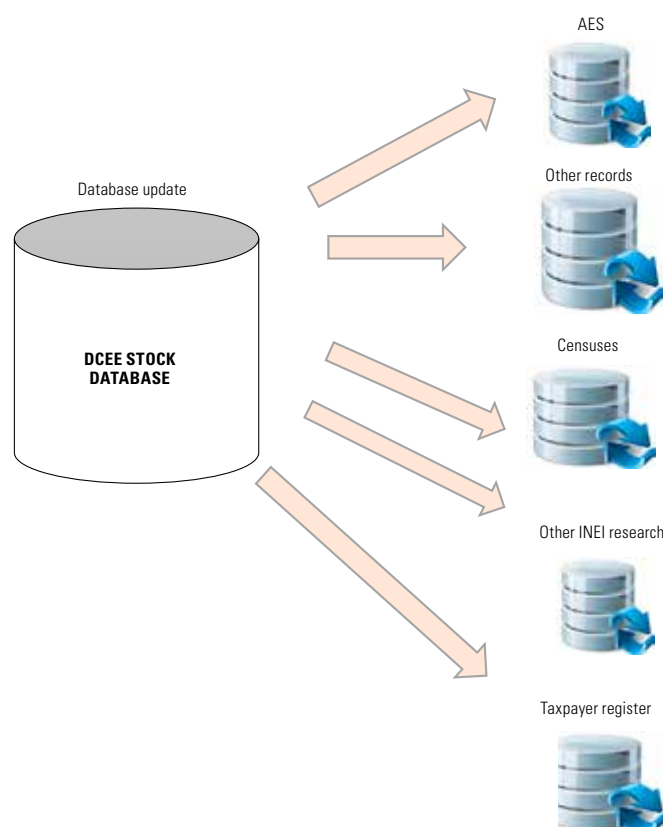 AES
Other records
Database update
DCEE STOCK
DATABASE
Censuses
Other INEI research
Taxpayer register